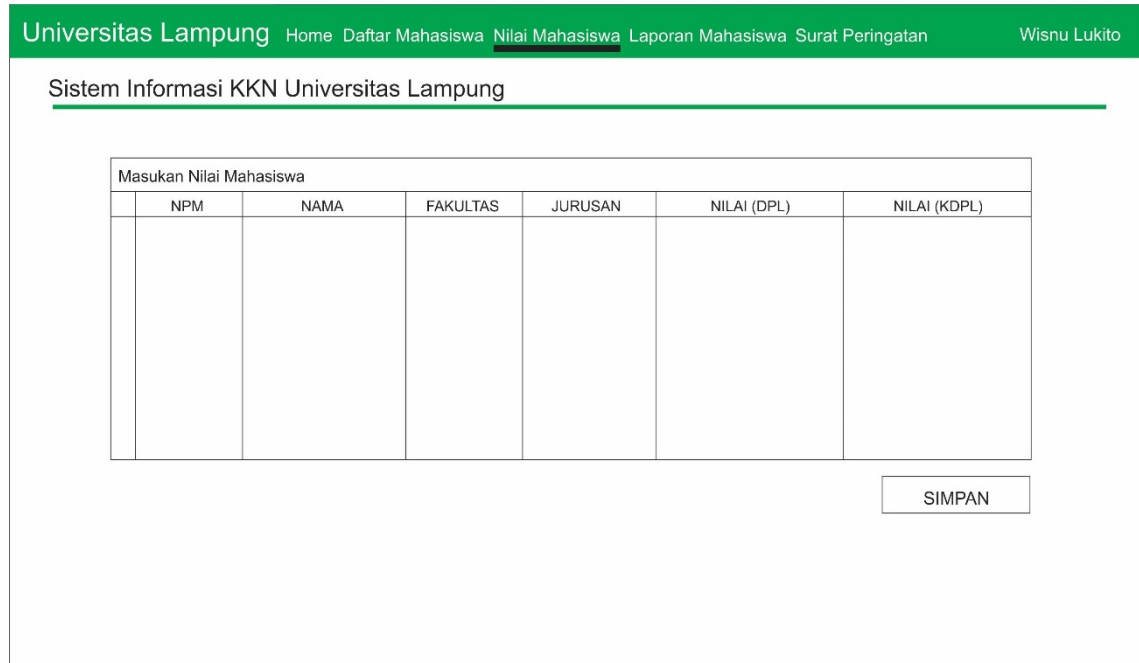 Universitas Lampung Home Daftar Mahasiswa Nilai Mahasiswa Laporan Mahasiswa Surat Peringatan Wisnu Lukito
Sistem Informasi KKN Universitas Lampung
Masukan Nilai Mahasiswa
NPM NAMA FAKULTAS JURUSAN NILAI (DPL) NILAI (KDPL)
SIMPAN